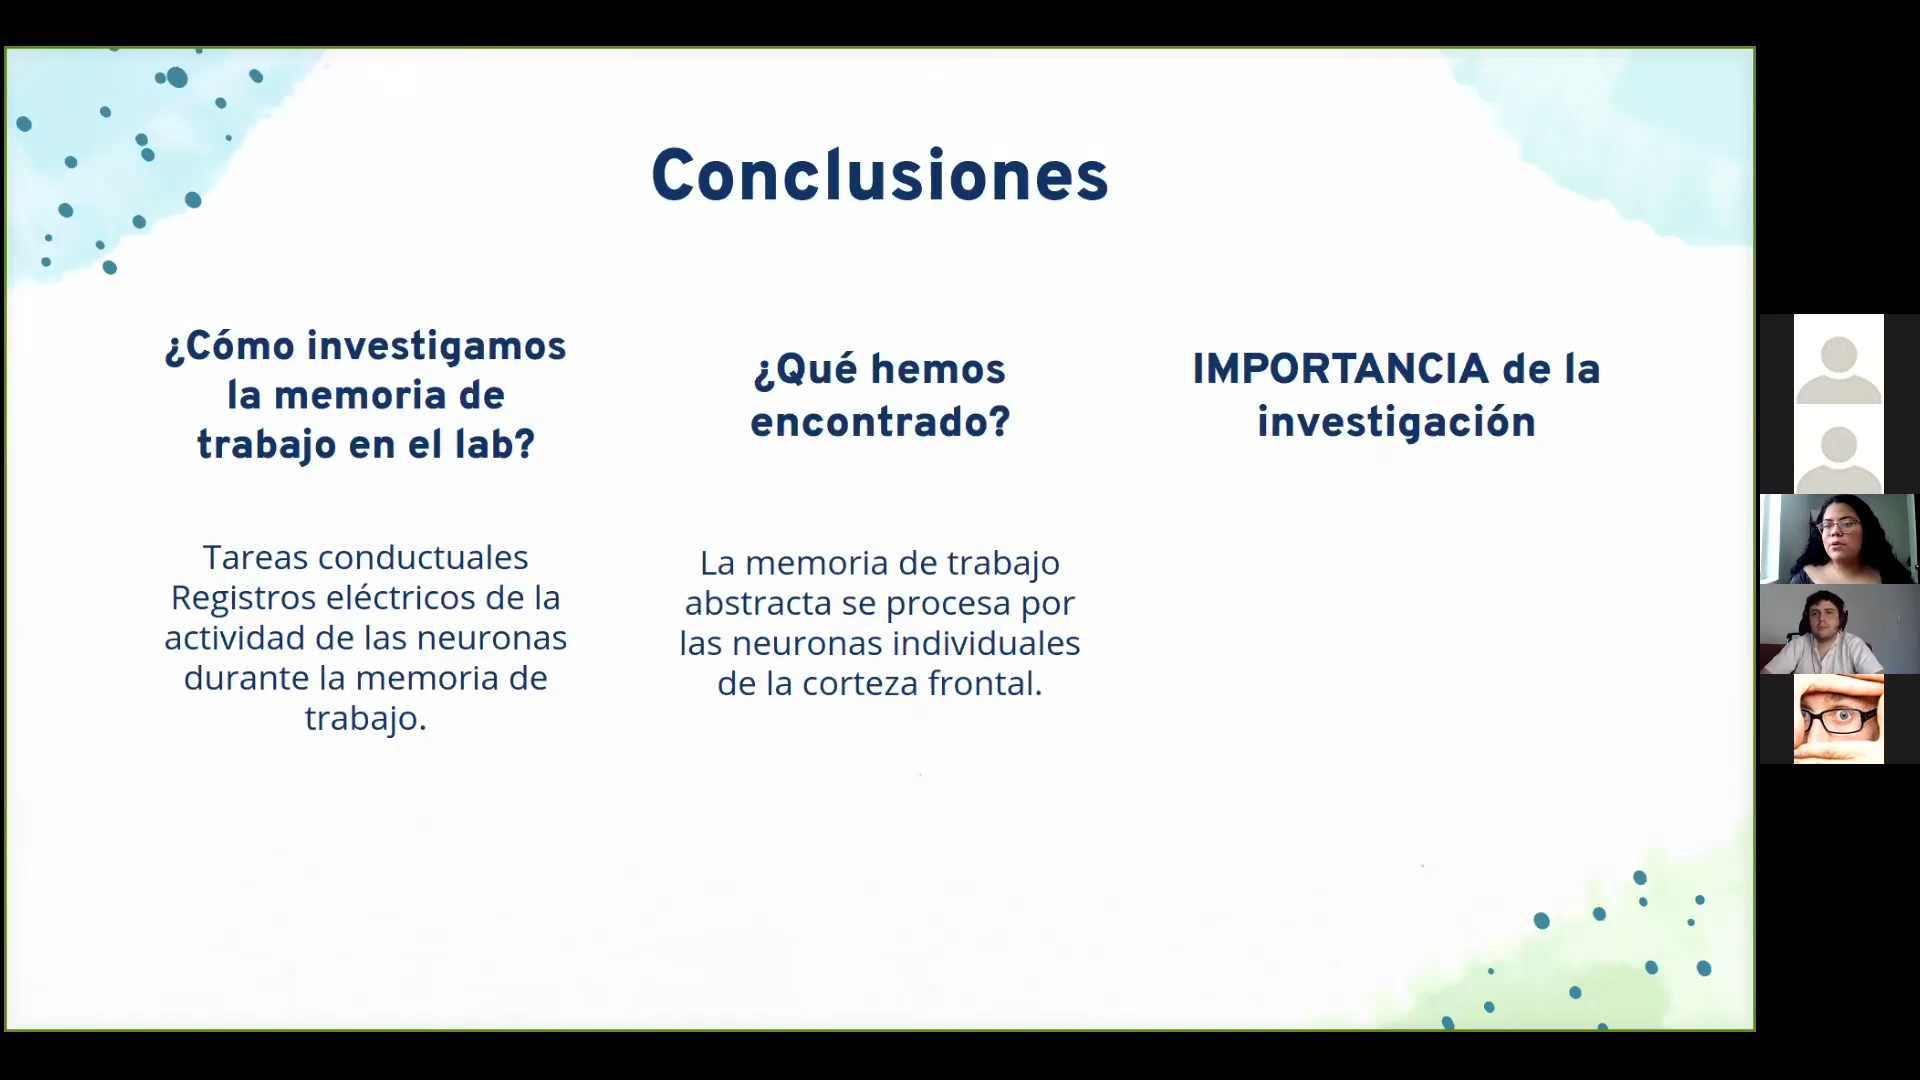 Conclusiones
¿Cómo investigamos
la memoria de
trabajo en el lab?
Tareas conductuales
Registros eléctricos de la
actividad de las neuronas
durante la memoria de
trabajo.
¿Qué hemos
encontrado?
La memoria de trabajo
abstracta se procesa por
las neuronas individuales
de la corteza frontal.
IMPORTANCIA de la
investigación